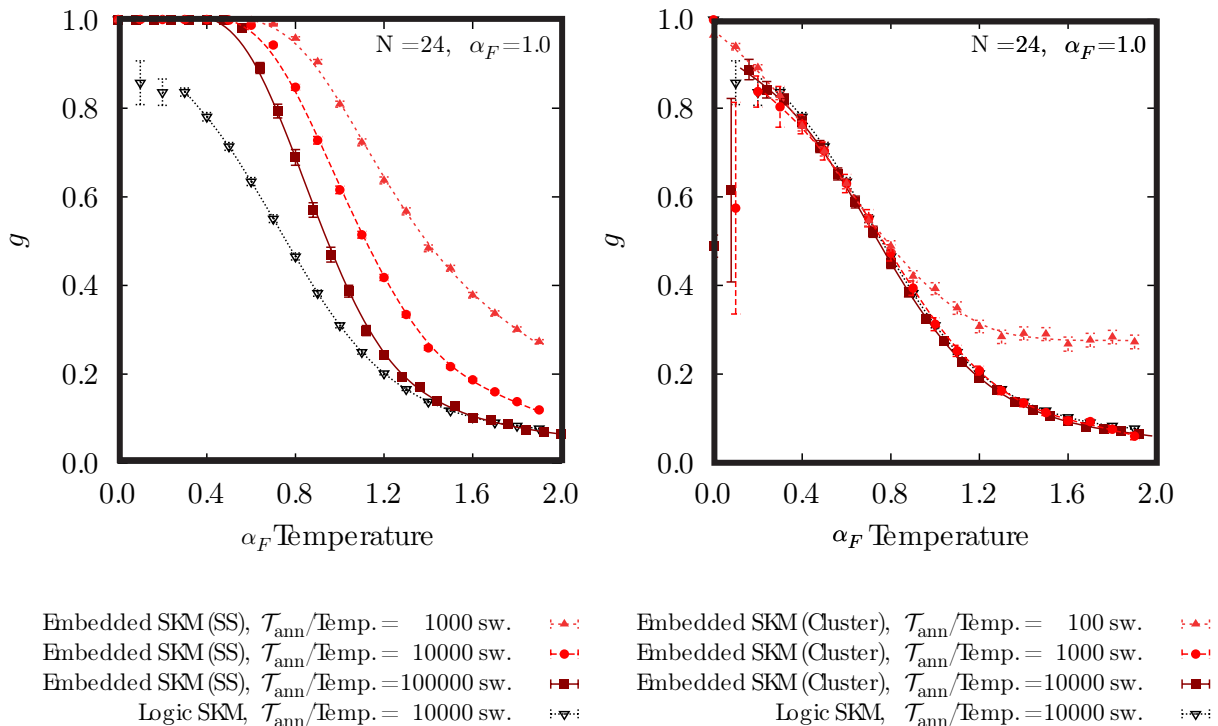 1.0
0.8
0.6
0.4
0.2
0.0
g
N =24, α_F=1.0
0.0 0.4 0.8 1.2 1.6 2.0
α_F Temperature
1.0
0.8
0.6
0.4
0.2
0.0
g
N =24, α_F=1.0
0.0 0.4 0.8 1.2 1.6 2.0
α_F Temperature
Embedded SKM (SS), 𝒯_ann/Temp. = 1000 sw.
Embedded SKM (SS), 𝒯_ann/Temp. = 10000 sw.
Embedded SKM (SS), 𝒯_ann/Temp. =100000 sw.
Logic SKM, 𝒯_ann/Temp. = 10000 sw.
Embedded SKM (Cluster), 𝒯_ann/Temp. = 100 sw.
Embedded SKM (Cluster), 𝒯_ann/Temp. = 1000 sw.
Embedded SKM (Cluster), 𝒯_ann/Temp. =10000 sw.
Logic SKM, 𝒯_ann/Temp. =10000 sw.